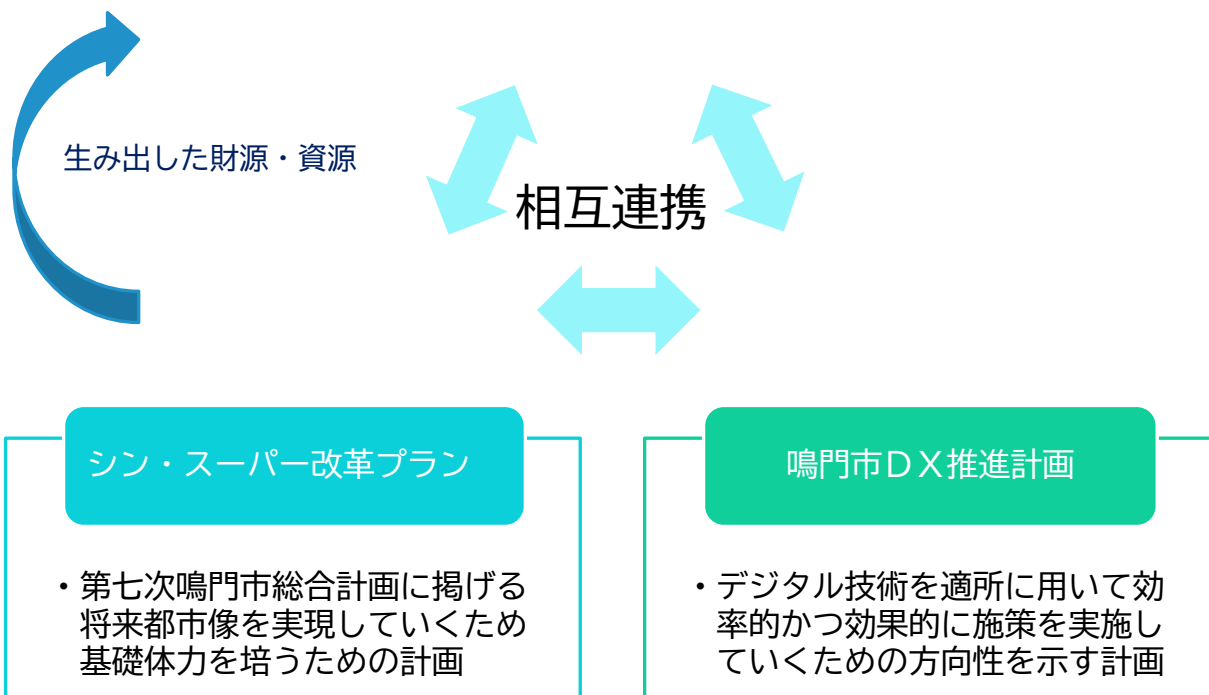 生み出した財源・資源
相互連携
シン・スーパー改革プラン
・第七次鳴門市総合計画に掲げる
将来都市像を実現していくため
基礎体力を培うための計画
鳴門市ＤＸ推進計画
・デジタル技術を適所に用いて効
率的かつ効果的に施策を実施し
ていくための方向性を示す計画